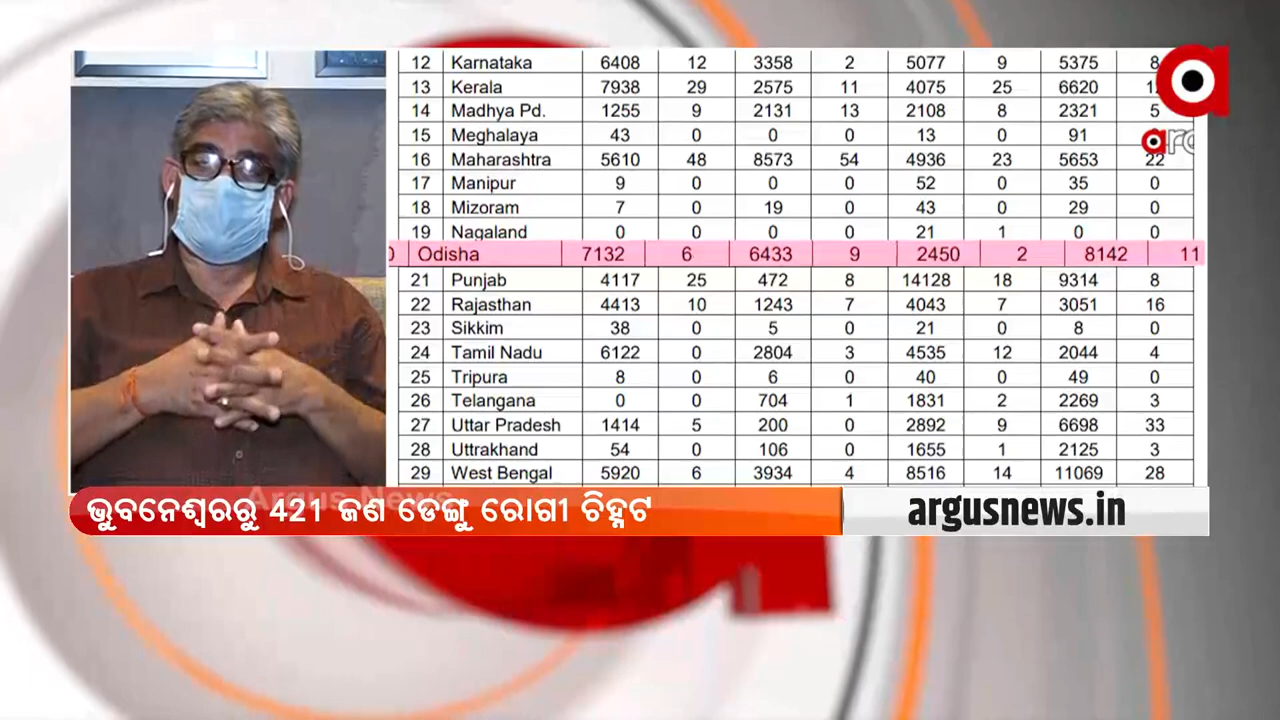 12 Karnataka 6408 12 3358 2 5077 9 5375 8
13 Kerala 7938 29 2575 11 4075 25 6620
14 Madhya Pd. 1255 9 2131 13 2108 8 2321 5
15 Meghalaya 43 0 0 0 13 0 91
16 Maharashtra 5610 48 8573 54 4936 23 5653 22
17 Manipur 9 0 0 0 52 0 35 0
18 Mizoram 7 0 19 0 43 0 29 0
19 Nagaland 0 0 0 0 21 1 0 0
Odisha 7132 6 6433 9 2450 2 8142 11
21 Punjab 4117 25 472 8 14128 18 9314 8
22 Rajasthan 4413 10 1243 7 4043 7 3051 16
23 Sikkim 38 0 5 0 21 0 8 0
24 Tamil Nadu 6122 0 2804 3 4535 12 2044 4
25 Tripura 8 0 6 0 40 0 49 0
26 Telangana 0 0 704 1 1831 2 2269 3
27 Uttar Pradesh 1414 5 200 0 2892 9 6698 33
28 Uttrakhand 54 0 106 0 1655 1 2125 3
29 West Bengal 5920 6 3934 4 8516 14 11069 28
Argus News
ଭୁବନେଶ୍ୱରରୁ 421 ଜଣ ଡେଙ୍ଗୁ ରୋଗୀ ଚିହ୍ନଟ
argusnews.in